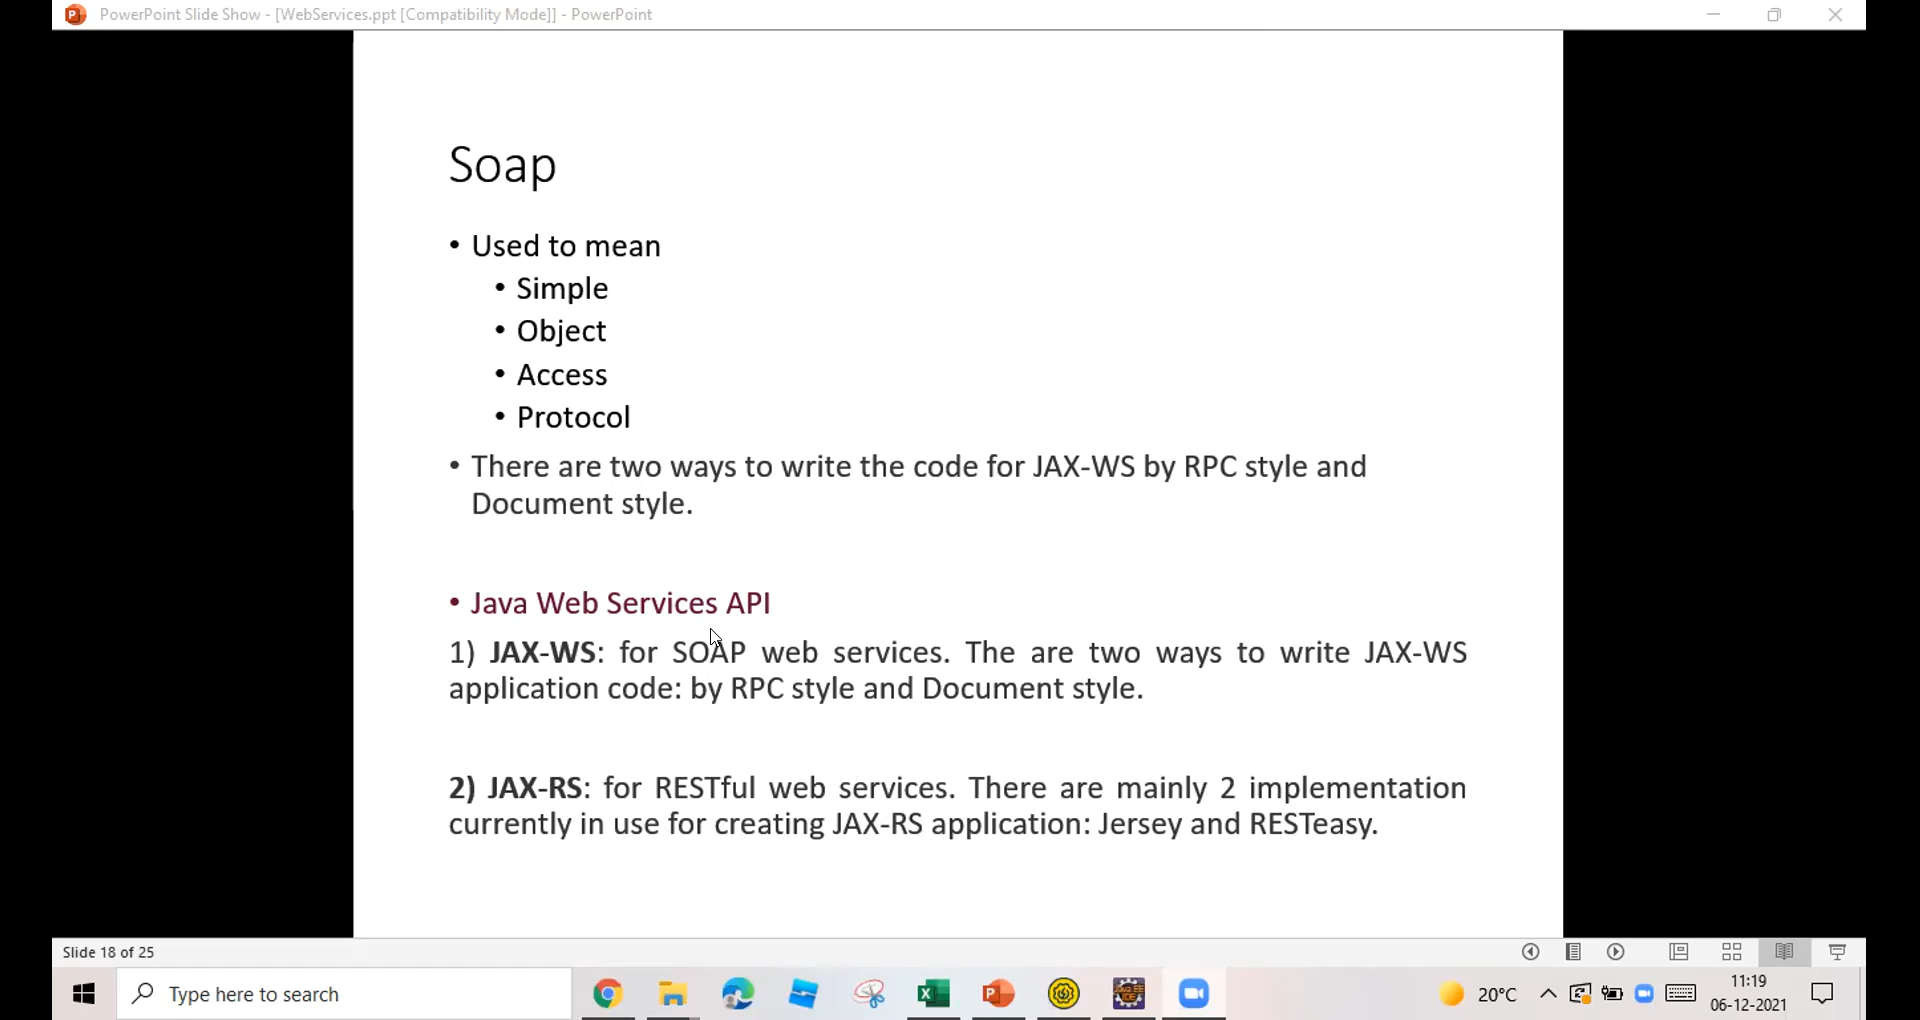 PowerPoint Slide Show - [WebServices.ppt [Compatibility Mode]] - PowerPoint
Soap
• Used to mean
• Simple
• Object
• Access
• Protocol
• There are two ways to write the code for JAX-WS by RPC style and
Document style.
• Java Web Services API
1) JAX-WS: for SOAP web services. The are two ways to write JAX-WS
application code: by RPC style and Document style.
2) JAX-RS: for RESTful web services. There are mainly 2 implementation
currently in use for creating JAX-RS application: Jersey and RESTeasy.
Slide 18 of 25
Type here to search
20°C
11:19
06-12-2021